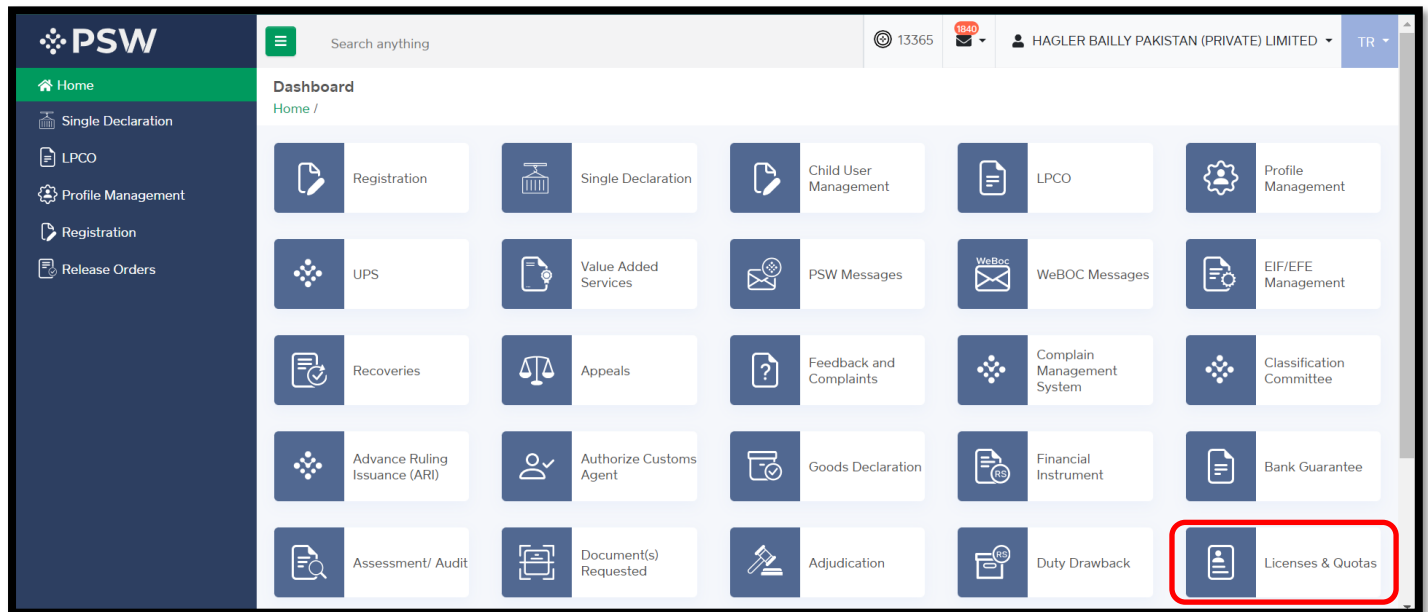 PSW
Search anything
13365
1840
HAGLER BAILLY PAKISTAN (PRIVATE) LIMITED
TR
Home
Single Declaration
LPCO
Profile Management
Registration
Release Orders
Dashboard
Home /
Registration
Single Declaration
Child User
Management
LPCO
Profile
Management
UPS
Value Added
Services
PSW Messages
WeBoc
WeBOC Messages
EIF/EFE
Management
Recoveries
Appeals
?
Feedback and
Complaints
Complain
Management
System
Classification
Committee
Advance Ruling
Issuance (ARI)
Authorize Customs
Agent
Goods Declaration
RS
Financial
Instrument
Bank Guarantee
Assessment/ Audit
Document(s)
Requested
Adjudication
RS
Duty Drawback
Licenses & Quotas